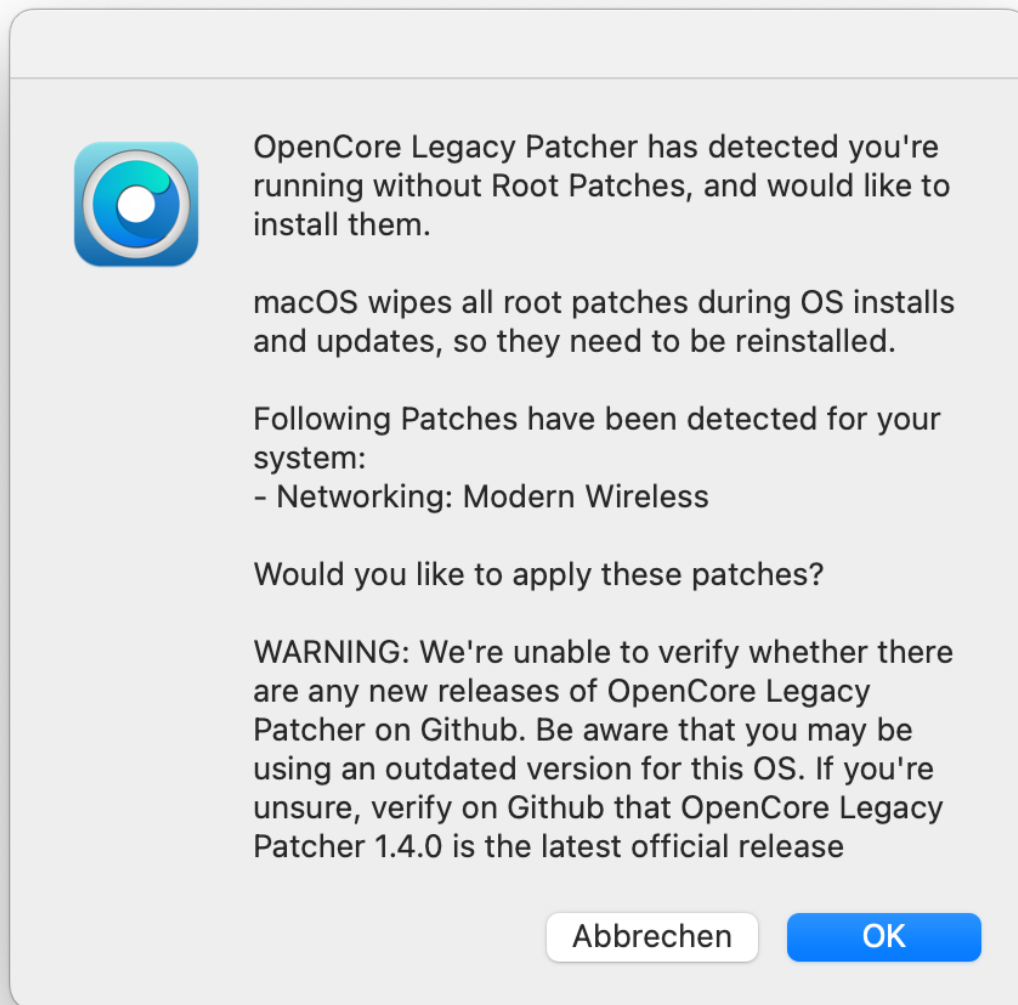 OpenCore Legacy Patcher has detected you're
running without Root Patches, and would like to
install them.
macOS wipes all root patches during OS installs
and updates, so they need to be reinstalled.
Following Patches have been detected for your
system:
- Networking: Modern Wireless
Would you like to apply these patches?
WARNING: We're unable to verify whether there
are any new releases of OpenCore Legacy
Patcher on Github. Be aware that you may be
using an outdated version for this OS. If you're
unsure, verify on Github that OpenCore Legacy
Patcher 1.4.0 is the latest official release
Abbrechen
OK